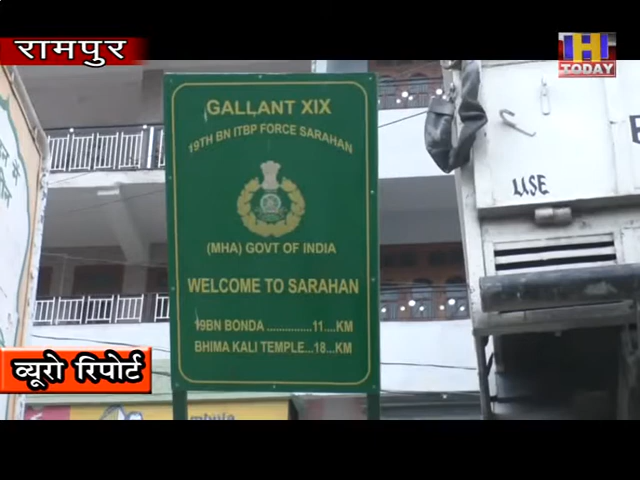 रामपुर
H
TODAY
GALLANT XIX
19TH BN ITBP FORCE SARAHAN
(MHA) GOVT OF INDIA
WELCOME TO SARAHAN
19BN BONDA...............11....KM
BHIMA KALI TEMPLE...18...KM
USE
व्यूरो रिपोर्ट